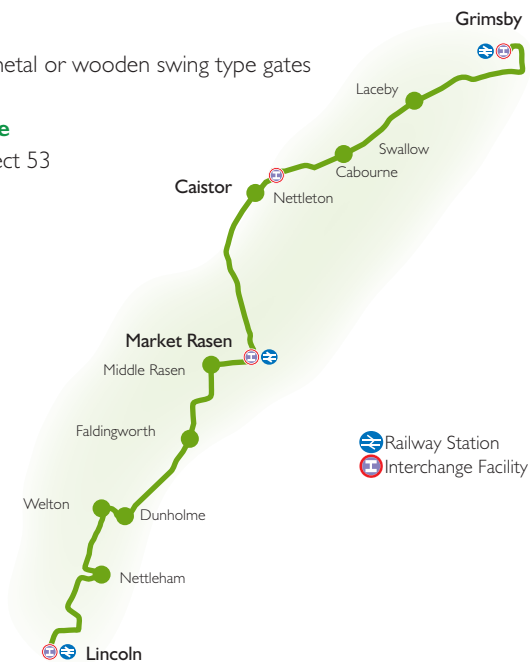 Grimsby
netal or wooden swing type gates
Laceby
e
Swallow
ect 53
Cabourne
Caistor
Nettleton
Market Rasen
Middle Rasen
Faldingworth
Railway Station
Interchange Facility
Welton
Dunholme
Nettleham
Lincoln